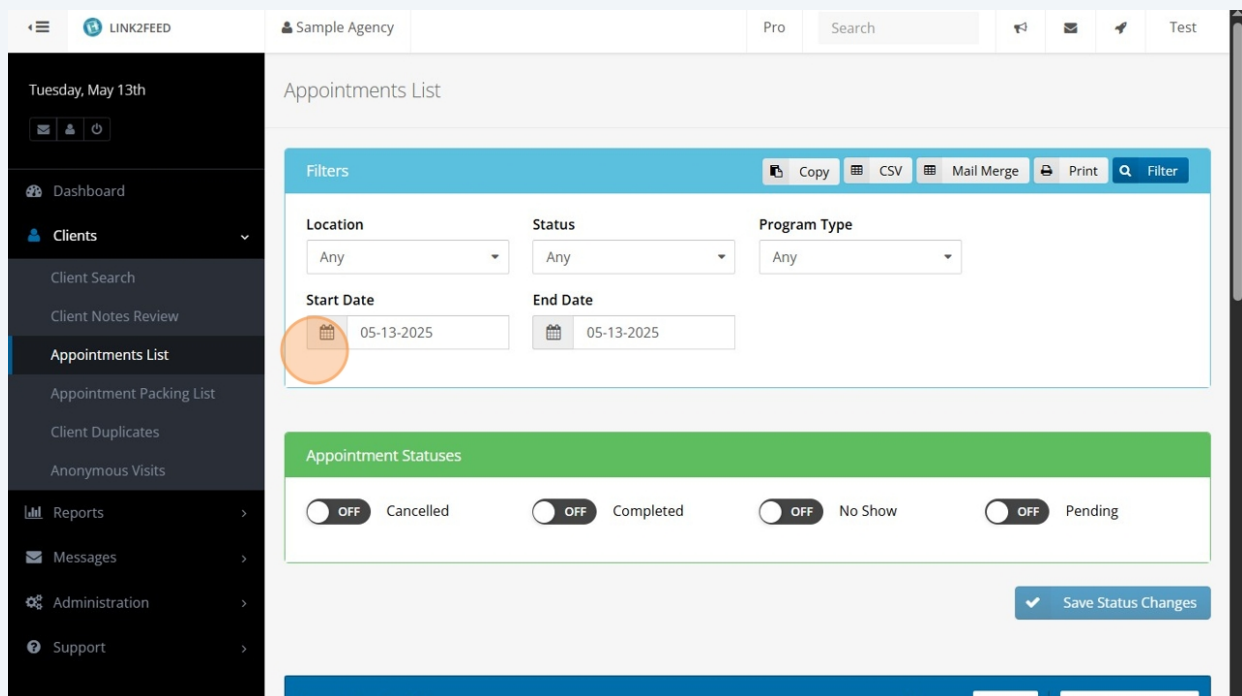 LINK2FEED
Sample Agency
Pro
Search
Test
Tuesday, May 13th
Dashboard
Clients
Client Search
Client Notes Review
Appointments List
Appointment Packing List
Client Duplicates
Anonymous Visits
Reports
Messages
Administration
Support
Appointments List
Filters
Copy
CSV
Mail Merge
Print
Filter
Location
Status
Program Type
Any
Any
Any
Start Date
End Date
05-13-2025
05-13-2025
Appointment Statuses
OFF Cancelled
OFF Completed
OFF No Show
OFF Pending
Save Status Changes